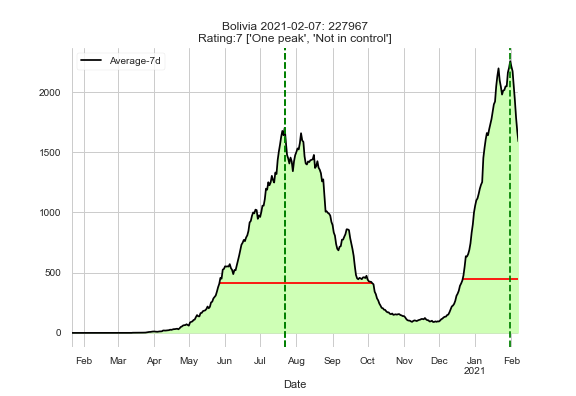 Bolivia 2021-02-07: 227967
Rating:7 ['One peak', 'Not in control']
Average-7d
2000
1500
1000
500
0
Feb Mar Apr May Jun Jul Aug Sep Oct Nov Dec Jan Feb
2021
Date